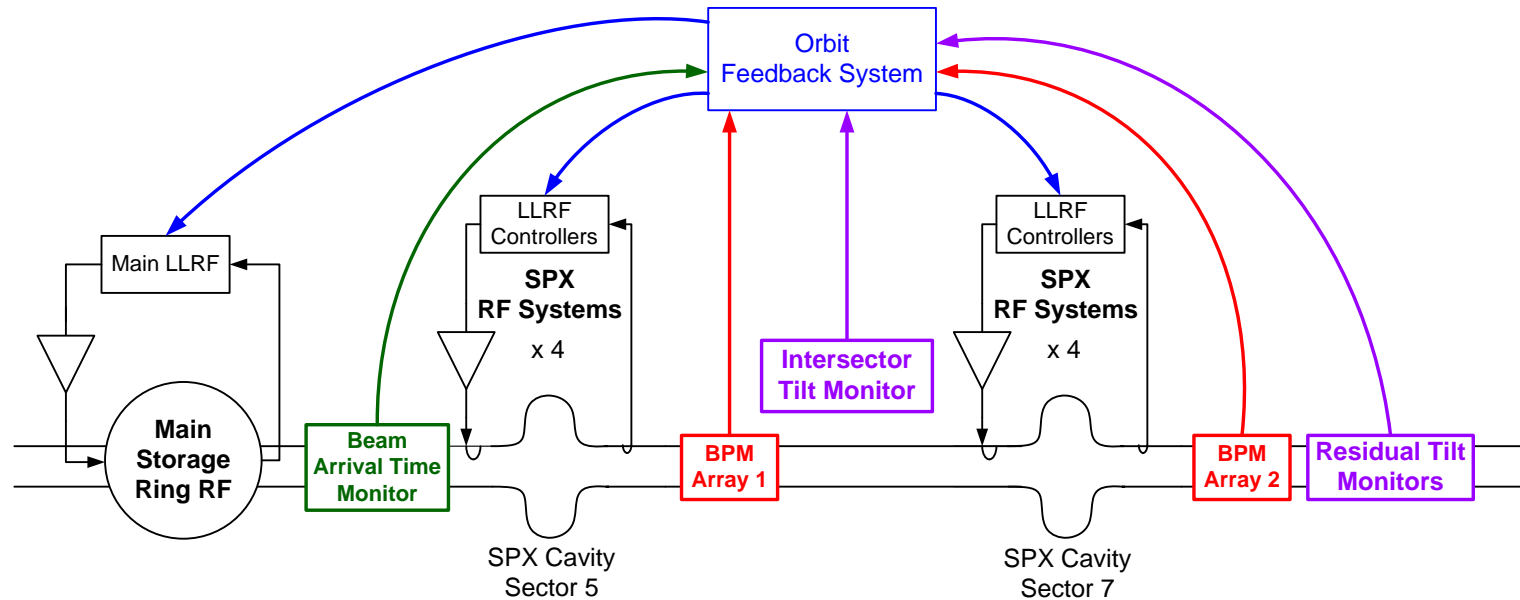 Orbit
Feedback System
LLRF
Controllers
SPX
RF Systems
x 4
LLRF
Controllers
SPX
RF Systems
x 4
Main LLRF
Intersector
Tilt Monitor
Main
Storage
Ring RF
Beam
Arrival Time
Monitor
BPM
Array 1
BPM
Array 2
Residual Tilt
Monitors
SPX Cavity
Sector 5
SPX Cavity
Sector 7